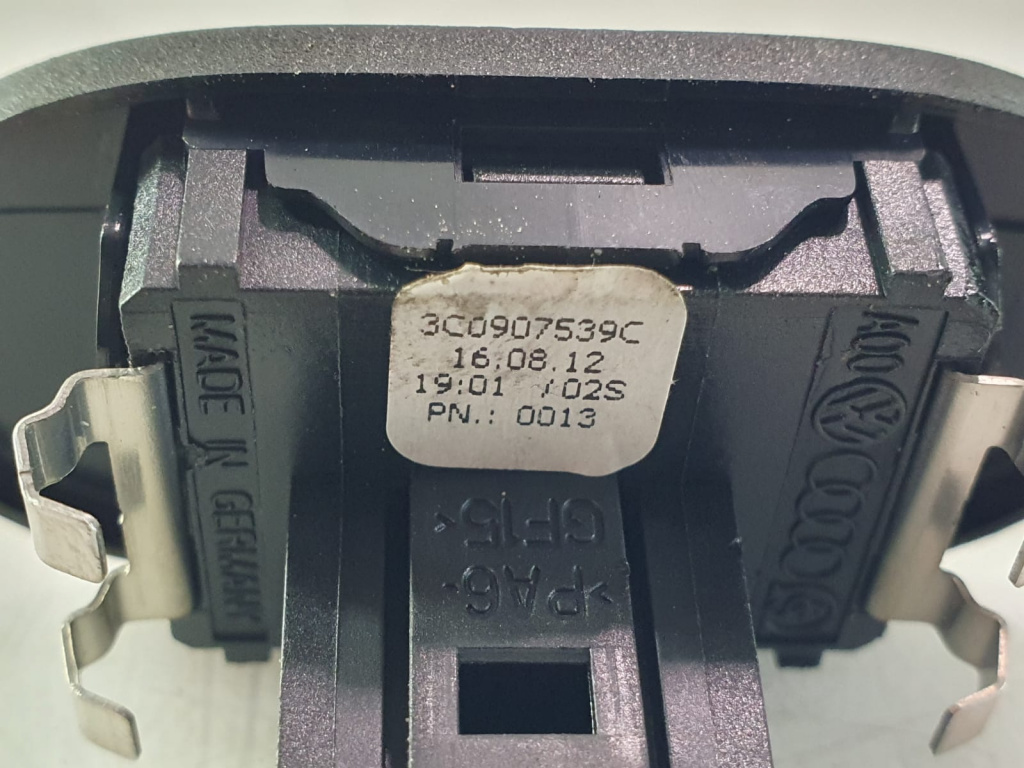 3C0907539C
16.08.12
19:01 /02S
PN.: 0013
MADE IN GERMANY
>PA6-
GF15<